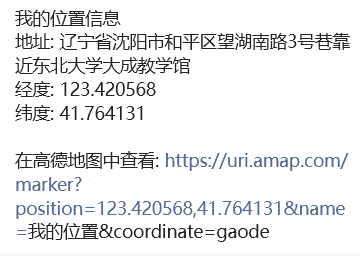 我的位置信息
地址: 辽宁省沈阳市和平区望湖南路3号巷靠
近东北大学大成教学馆
经度: 123.420568
纬度: 41.764131
在高德地图中查看: https://uri.amap.com/
marker?
position=123.420568,41.764131&name
=我的位置&coordinate=gaode